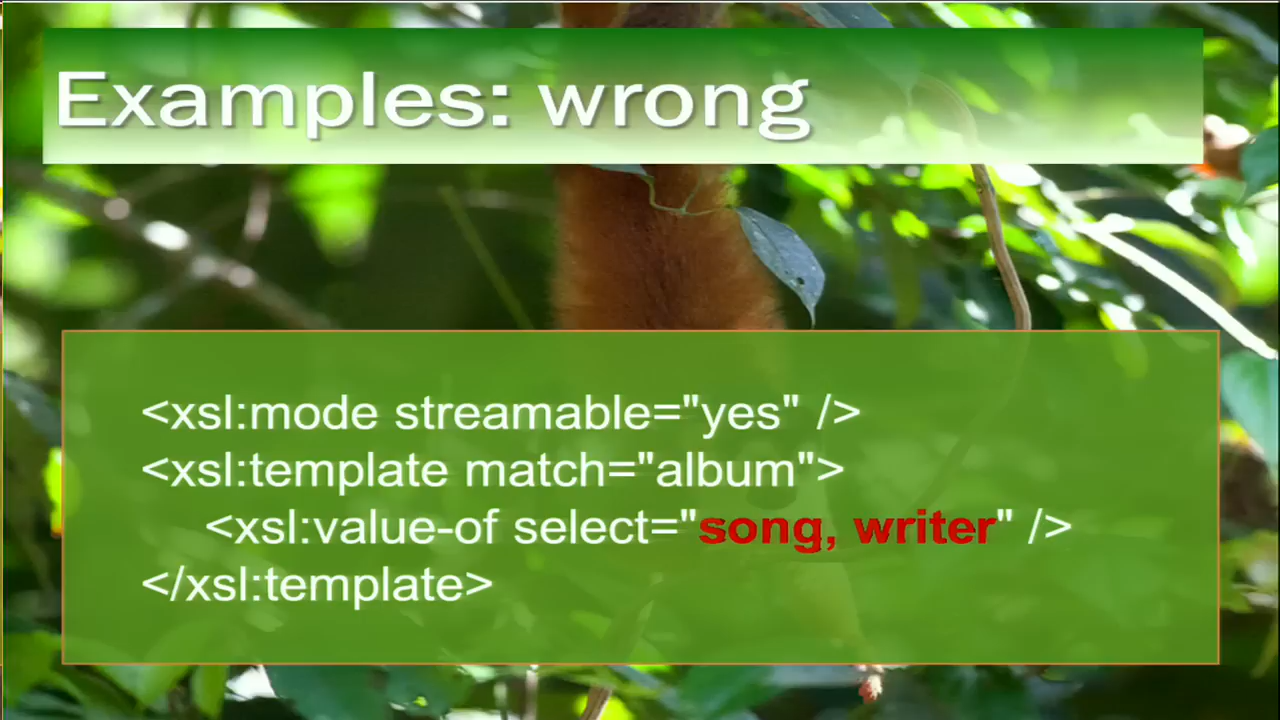 Examples: wrong
<xsl:mode streamable="yes" />
<xsl:template match="album">
<xsl:value-of select="song, writer" />
</xsl:template>